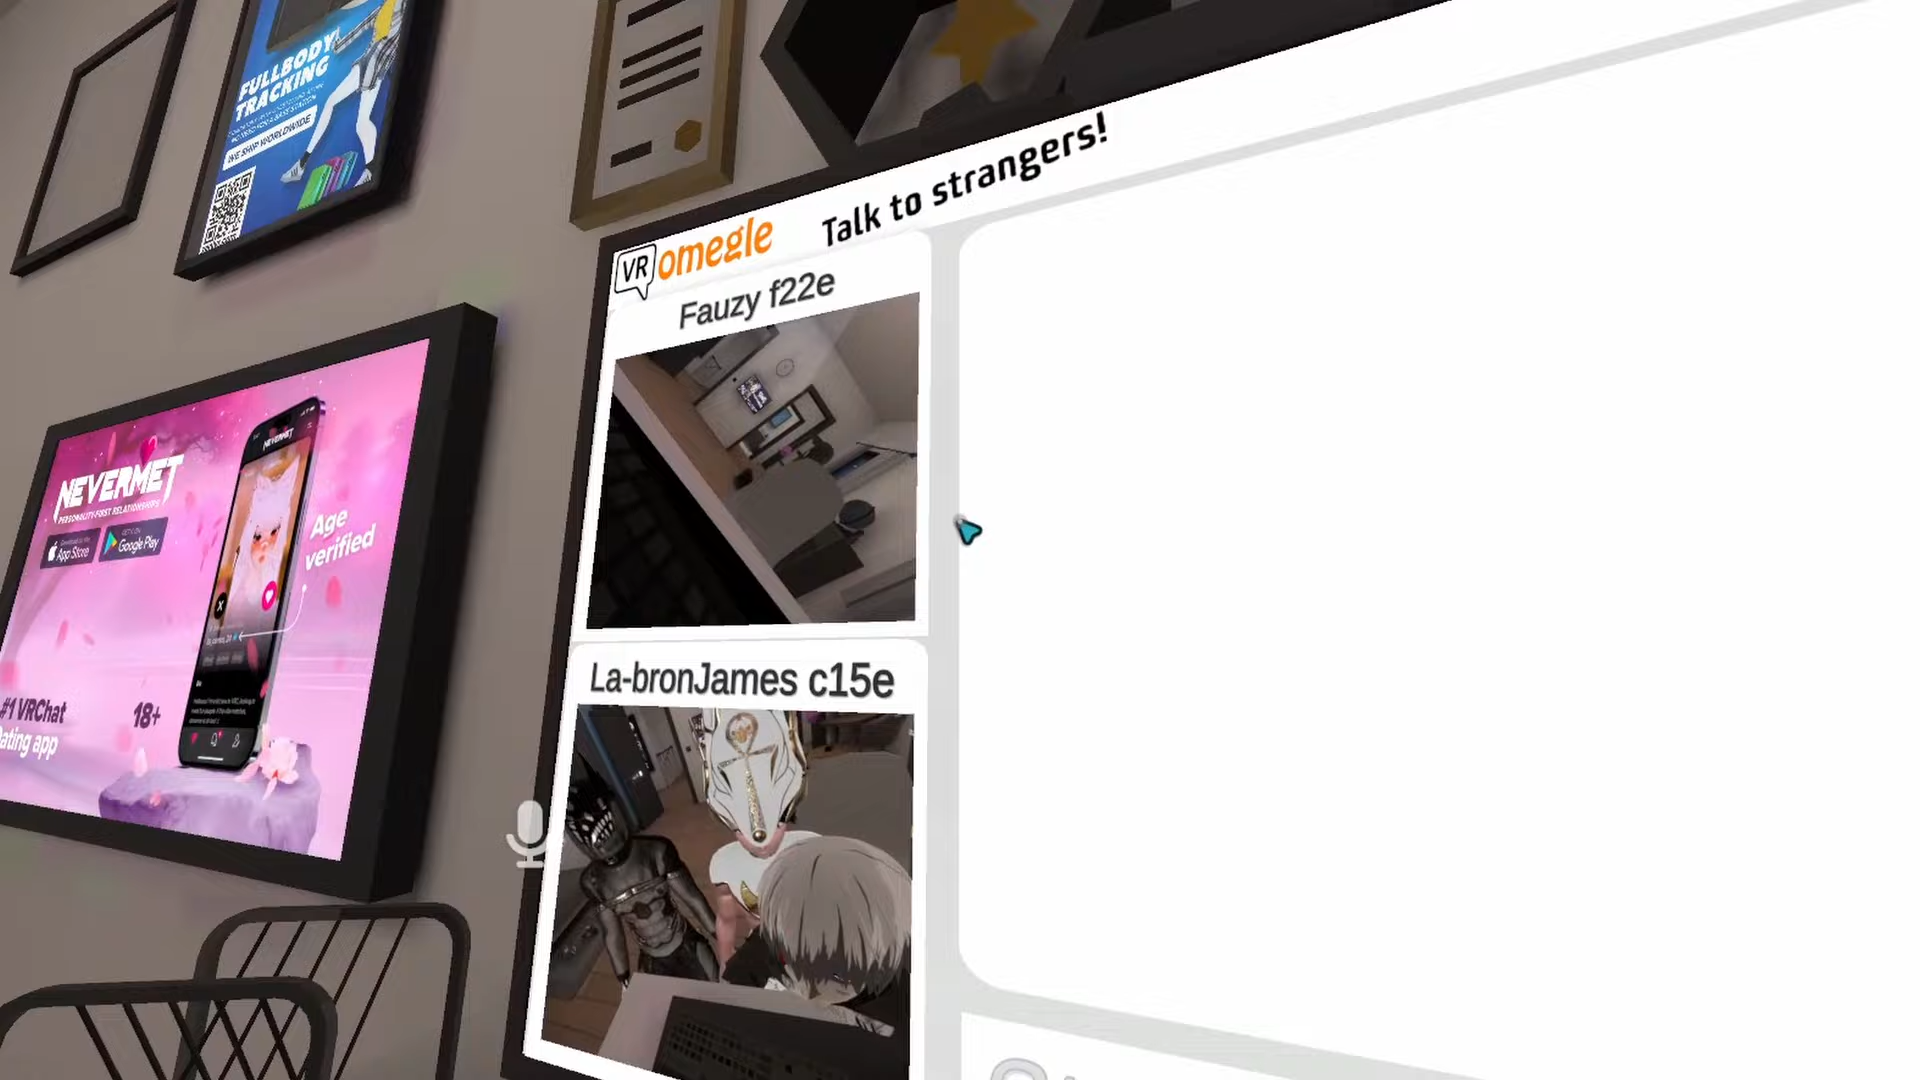 FULLBODY
TRACKING
WE SHIP WORLDWIDE
Talk to strangers!
VR omegle
Fauzy f22e
NEVERMET
PERSONALITY-FIRST RELATIONSHIPS
App Store
Google Play
Age
verified
#1 VRChat
18+
ating app
La-bronJames c15e